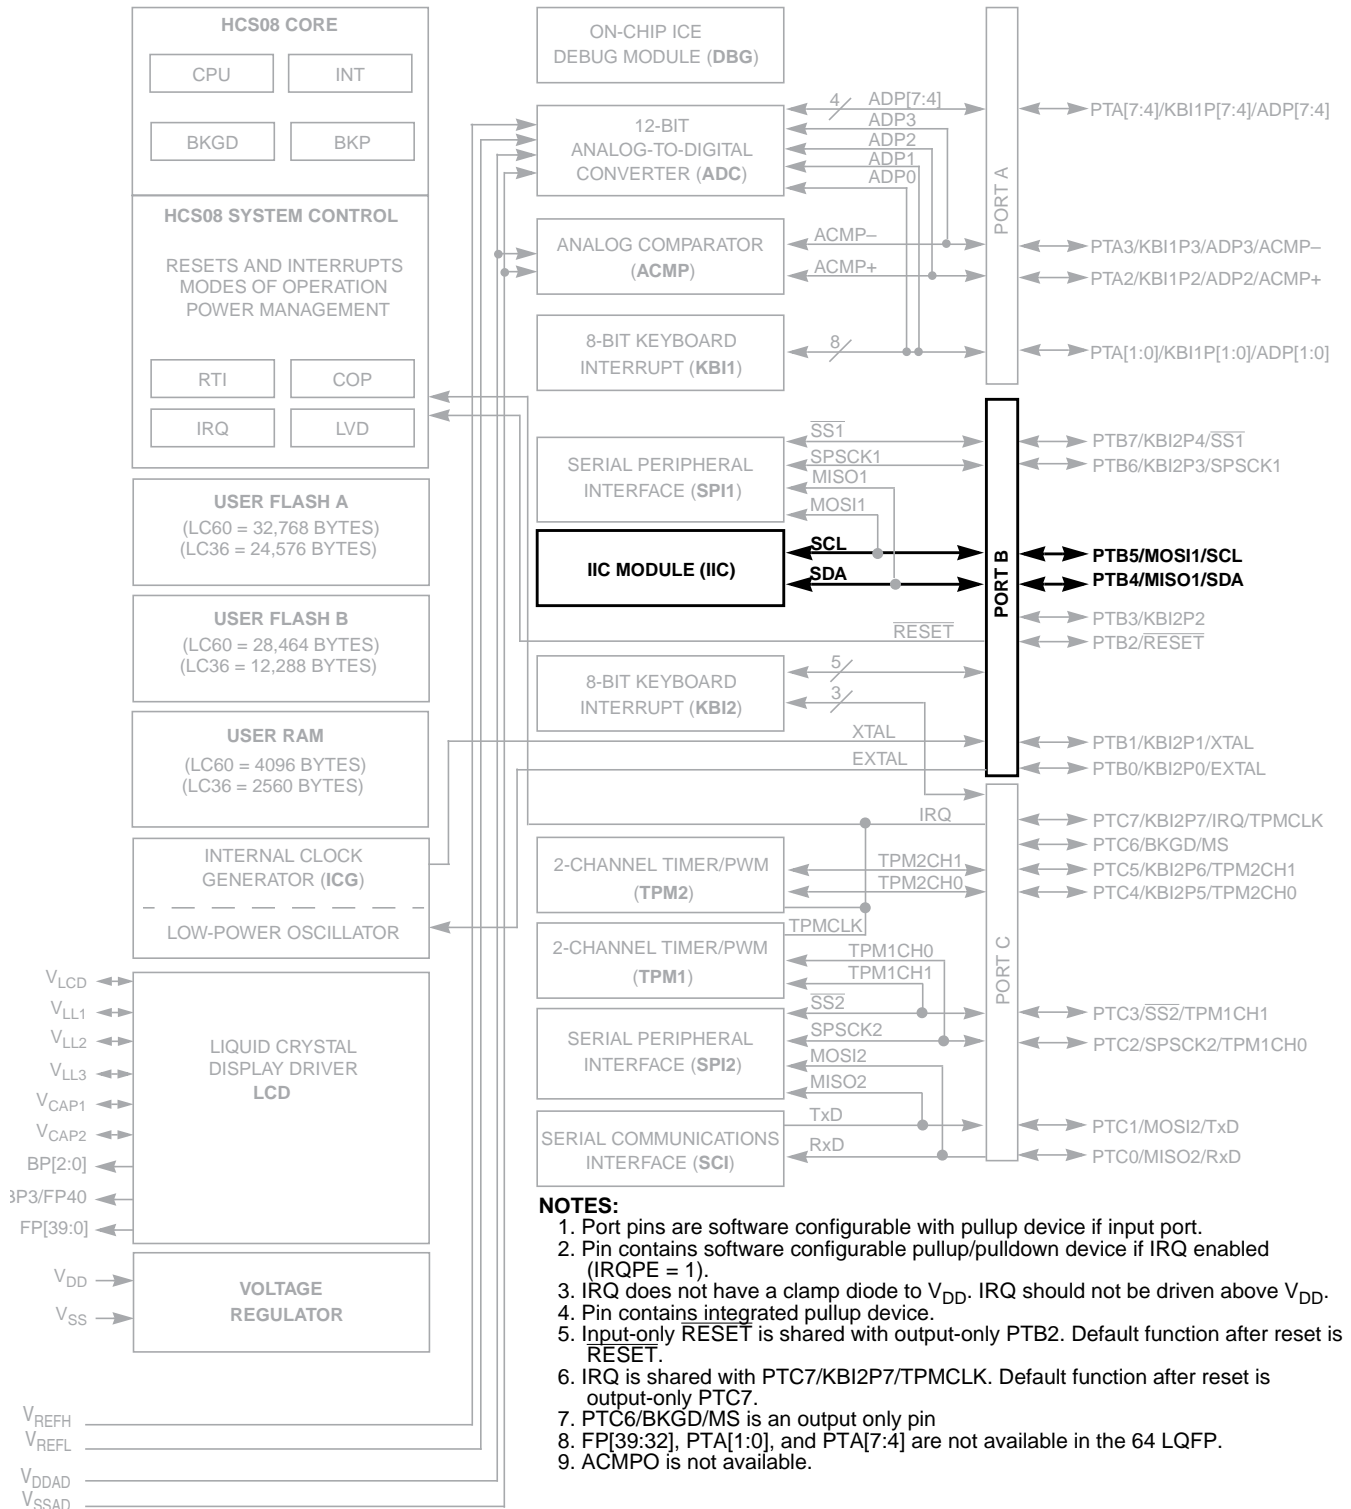 HCS08 CORE
CPU
INT
BKGD
BKP
HCS08 SYSTEM CONTROL
RESETS AND INTERRUPTS
MODES OF OPERATION
POWER MANAGEMENT
RTI
COP
IRQ
LVD
USER FLASH A
(LC60 = 32,768 BYTES)
(LC36 = 24,576 BYTES)
USER FLASH B
(LC60 = 28,464 BYTES)
(LC36 = 12,288 BYTES)
USER RAM
(LC60 = 4096 BYTES)
(LC36 = 2560 BYTES)
INTERNAL CLOCK
GENERATOR (ICG)
LOW-POWER OSCILLATOR
VLCD
VLL1
VLL2
VLL3
VCAP1
VCAP2
BP[2:0]
BP3/FP40
FP[39:0]
LIQUID CRYSTAL
DISPLAY DRIVER
LCD
VDD
VSS
VOLTAGE
REGULATOR
VREFH
VREFL
VDDAD
VSSAD
ON-CHIP ICE
DEBUG MODULE (DBG)
12-BIT
ANALOG-TO-DIGITAL
CONVERTER (ADC)
4
ADP[7:4]
ADP3
ADP2
ADP1
ADP0
ANALOG COMPARATOR
(ACMP)
ACMP–
ACMP+
8-BIT KEYBOARD
INTERRUPT (KBI1)
8
SERIAL PERIPHERAL
INTERFACE (SPI1)
SS1
SPSCK1
MISO1
MOSI1
IIC MODULE (IIC)
SCL
SDA
RESET
8-BIT KEYBOARD
INTERRUPT (KBI2)
5
3
XTAL
EXTAL
IRQ
2-CHANNEL TIMER/PWM
(TPM2)
TPM2CH1
TPM2CH0
TPMCLK
2-CHANNEL TIMER/PWM
(TPM1)
TPM1CH0
TPM1CH1
SERIAL PERIPHERAL
INTERFACE (SPI2)
SS2
SPSCK2
MOSI2
MISO2
SERIAL COMMUNICATIONS
INTERFACE (SCI)
TxD
RxD
PORT A
PTA[7:4]/KBI1P[7:4]/ADP[7:4]
PTA3/KBI1P3/ADP3/ACMP–
PTA2/KBI1P2/ADP2/ACMP+
PTA[1:0]/KBI1P[1:0]/ADP[1:0]
PORT B
PTB7/KBI2P4/SS1
PTB6/KBI2P3/SPSCK1
PTB5/MOSI1/SCL
PTB4/MISO1/SDA
PTB3/KBI2P2
PTB2/RESET
PTB1/KBI2P1/XTAL
PTB0/KBI2P0/EXTAL
PORT C
PTC7/KBI2P7/IRQ/TPMCLK
PTC6/BKGD/MS
PTC5/KBI2P6/TPM2CH1
PTC4/KBI2P5/TPM2CH0
PTC3/SS2/TPM1CH1
PTC2/SPSCK2/TPM1CH0
PTC1/MOSI2/TxD
PTC0/MISO2/RxD
NOTES:
1. Port pins are software configurable with pullup device if input port.
2. Pin contains software configurable pullup/pulldown device if IRQ enabled
(IRQPE = 1).
3. IRQ does not have a clamp diode to VDD. IRQ should not be driven above VDD.
4. Pin contains integrated pullup device.
5. Input-only RESET is shared with output-only PTB2. Default function after reset is
RESET.
6. IRQ is shared with PTC7/KBI2P7/TPMCLK. Default function after reset is
output-only PTC7.
7. PTC6/BKGD/MS is an output only pin
8. FP[39:32], PTA[1:0], and PTA[7:4] are not available in the 64 LQFP.
9. ACMPO is not available.